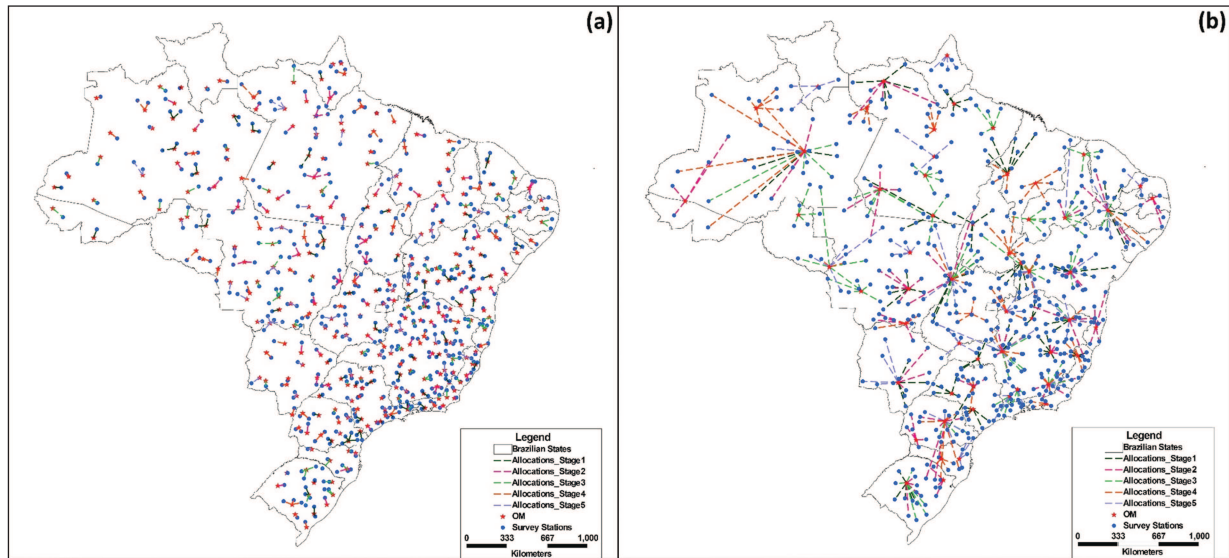 (a)
Legend
Brazilian States
Allocations_Stage1
Allocations_Stage2
Allocations_Stage3
Allocations_Stage4
Allocations_Stage5
OM
Survey Stations
0 333 667 1,000
Kilometers
(b)
Legend
Brazilian States
Allocations_Stage1
Allocations_Stage2
Allocations_Stage3
Allocations_Stage4
Allocations_Stage5
OM
Survey Stations
0 333 667 1,000
Kilometers